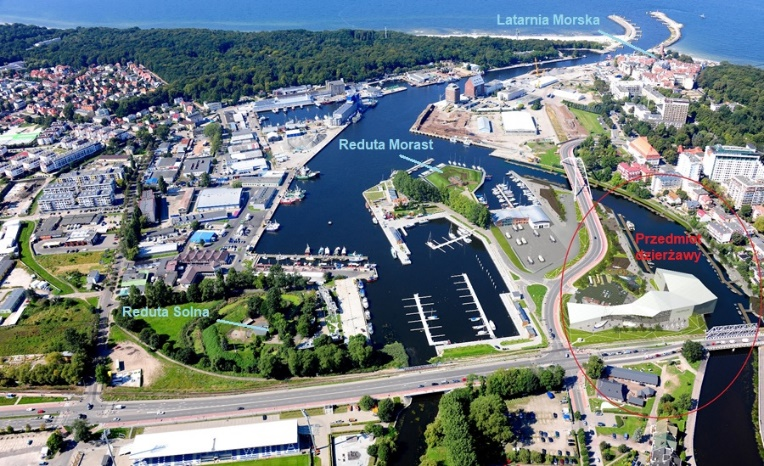 Latarnia Morska
Reduta Morast
Przedmiot
dzierżawy
Reduta Solna